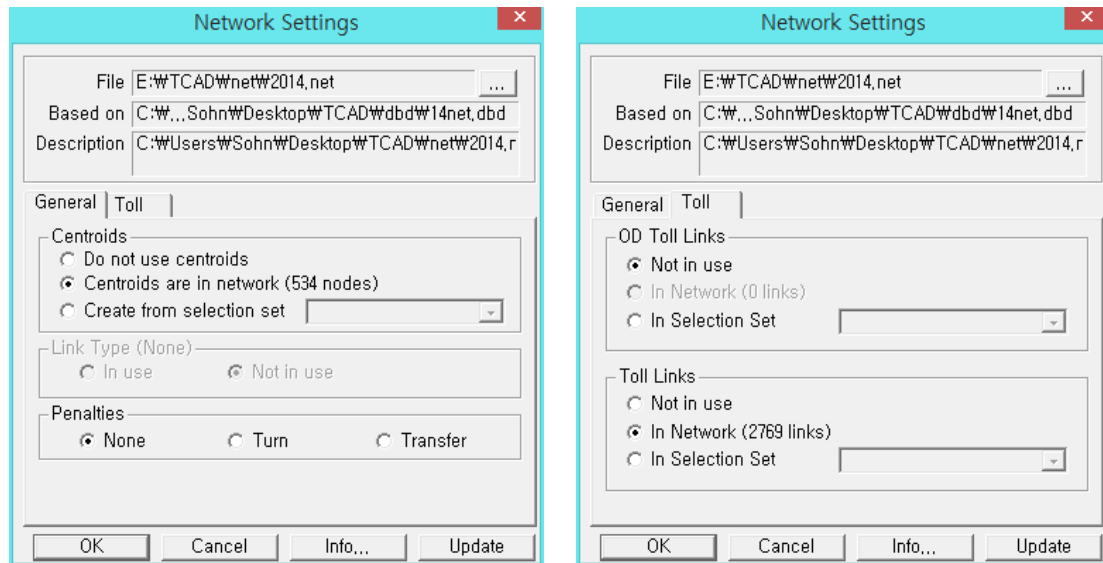 Network Settings
File E:₩TCAD₩net₩2014.net ...
Based on C:₩...Sohn₩Desktop₩TCAD₩dbd₩14net.dbd
Description C:₩Users₩Sohn₩Desktop₩TCAD₩net₩2014.r
General Toll
Centroids
Do not use centroids
Centroids are in network (534 nodes)
Create from selection set
Link Type (None)
In use Not in use
Penalties
None Turn Transfer
OK Cancel Info... Update
Network Settings
File E:₩TCAD₩net₩2014.net ...
Based on C:₩...Sohn₩Desktop₩TCAD₩dbd₩14net.dbd
Description C:₩Users₩Sohn₩Desktop₩TCAD₩net₩2014.r
General Toll
OD Toll Links
Not in use
In Network (0 links)
In Selection Set
Toll Links
Not in use
In Network (2769 links)
In Selection Set
OK Cancel Info... Update